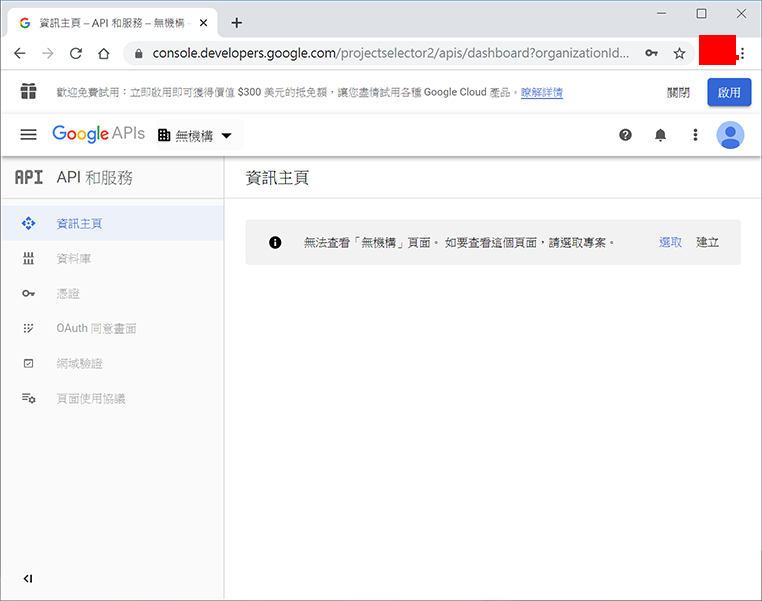 資訊主頁 – API 和服務 – 無機構 -
console.developers.google.com/projectselector2/apis/dashboard?organizationId...
歡迎免費試用：立即啟用即可獲得價值 $300 美元的抵免額，讓您盡情試用各種 Google Cloud 產品。瞭解詳情 關閉 啟用
Google APIs 無機構
API API 和服務
資訊主頁
資訊主頁
無法查看「無機構」頁面。 如要查看這個頁面，請選取專案。 選取 建立
資料庫
憑證
OAuth 同意畫面
網域驗證
頁面使用協議